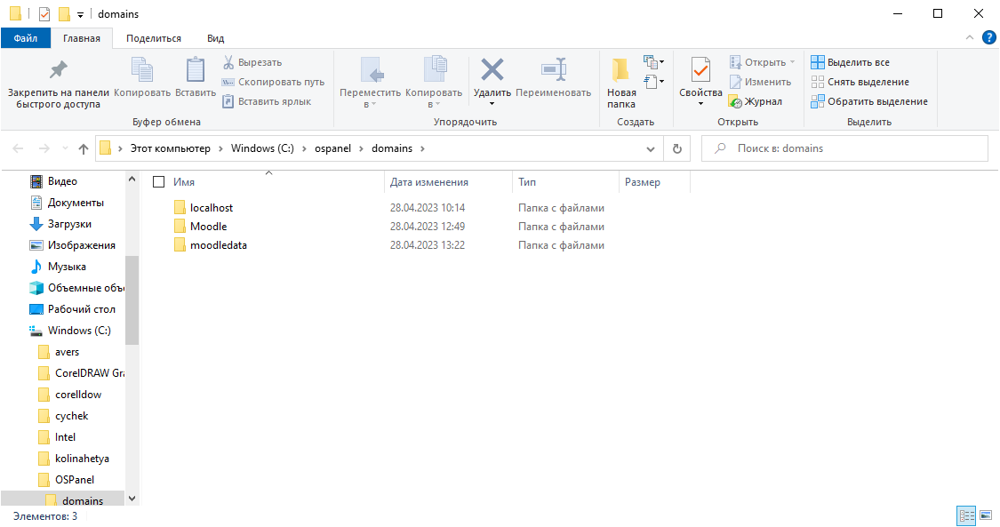 domains
Файл Главная Поделиться Вид
Закрепить на панели быстрого доступа
Копировать
Вставить
Вырезать
Скопировать путь
Вставить ярлык
Буфер обмена
Переместить в
Копировать в
Удалить
Переименовать
Упорядочить
Новая папка
Создать
Свойства
Открыть
Изменить
Журнал
Открыть
Выделить все
Снять выделение
Обратить выделение
Выделить
Этот компьютер › Windows (C:) › ospanel › domains ›
Поиск в: domains
Видео
Документы
Загрузки
Изображения
Музыка
Объемные объ
Рабочий стол
Windows (C:)
avers
CorelDRAW Gra
corelldow
cychek
Intel
kolinahetya
OSPanel
domains
Имя Дата изменения Тип Размер
localhost 28.04.2023 10:14 Папка с файлами
Moodle 28.04.2023 12:49 Папка с файлами
moodledata 28.04.2023 13:22 Папка с файлами
Элементов: 3